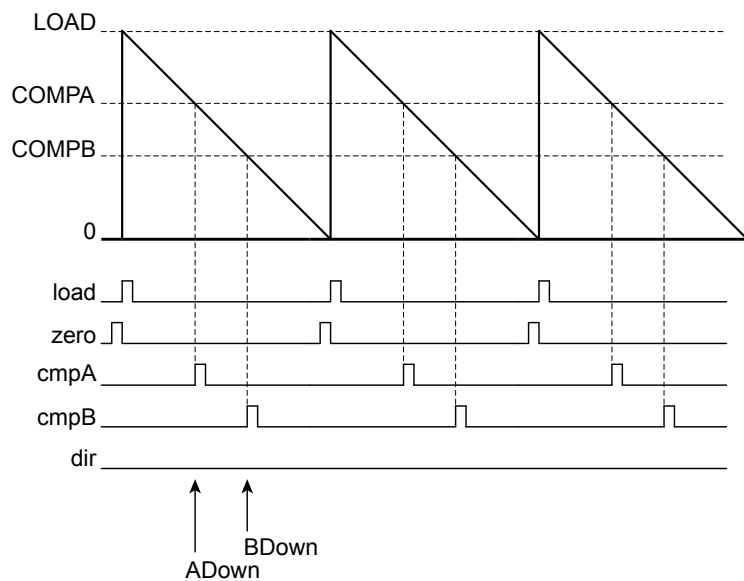 LOAD
COMPA
COMPB
0
load
zero
cmpA
cmpB
dir
BDown
ADown